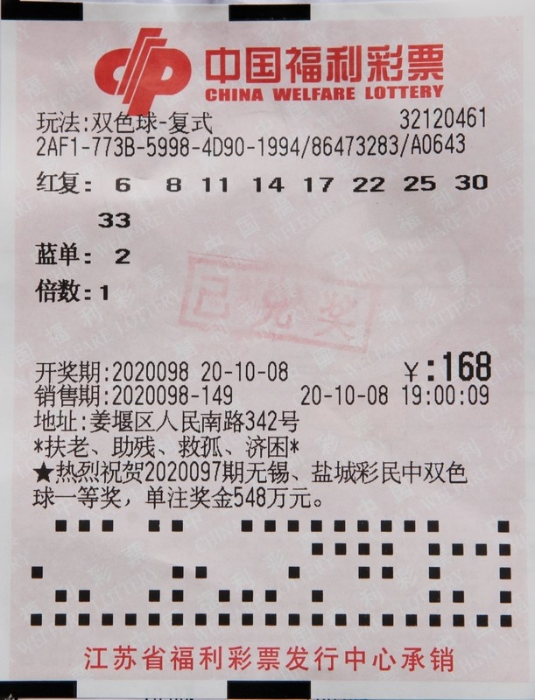 中国福利彩票
CHINA WELFARE LOTTERY
玩法:双色球-复式 32120461
2AF1-773B-5998-4D90-1994/86473283/A0643
红复: 6 8 11 14 17 22 25 30
33
蓝单: 2
倍数:1
已兑奖
开奖期:2020098 20-10-08 ¥:168
销售期:2020098-149 20-10-08 19:00:09
地址:姜堰区人民南路342号
*扶老、助残、救孤、济困*
★热烈祝贺2020097期无锡、盐城彩民中双色
球一等奖,单注奖金548万元。
江苏省福利彩票发行中心承销